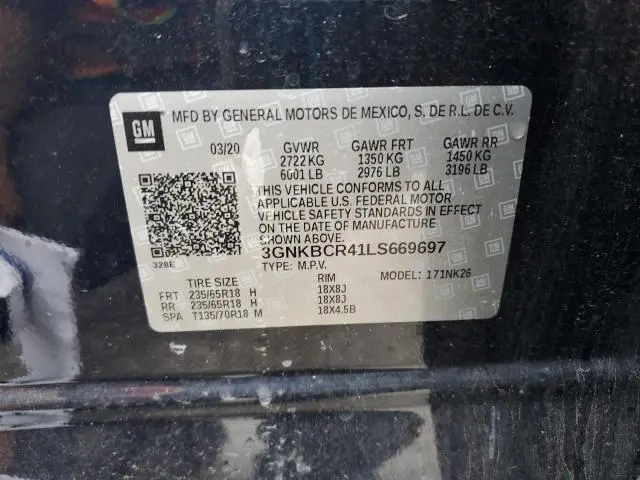 GM MFD BY GENERAL MOTORS DE MEXICO, S. DE R.L. DE C.V.
03/20 GVWR GAWR FRT GAWR RR
2722 KG 1350 KG 1450 KG
6001 LB 2976 LB 3196 LB
THIS VEHICLE CONFORMS TO ALL
APPLICABLE U.S. FEDERAL MOTOR
VEHICLE SAFETY STANDARDS IN EFFECT
ON THE DATE OF MANUFACTURE
SHOWN ABOVE.
328E 3GNKBCR41LS669697
TYPE: M.P.V. MODEL: 171NK26
TIRE SIZE RIM
FRT 235/65R18 H 18X8J
RR 235/65R18 H 18X8J
SPA T135/70R18 M 18X4.5B